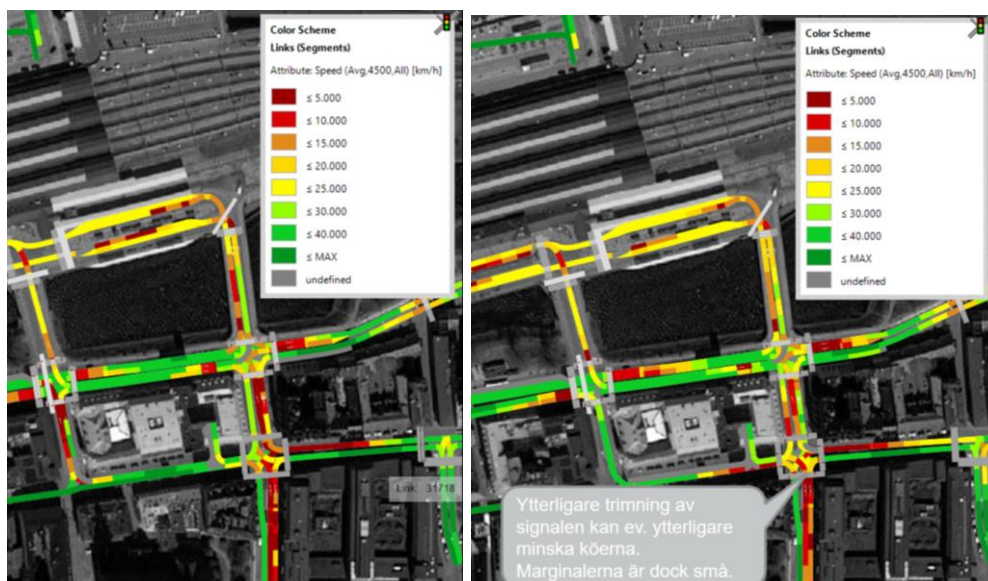 Color Scheme
Links (Segments)
Attribute: Speed (Avg,4500,All) [km/h]
≤ 5.000
≤ 10.000
≤ 15.000
≤ 20.000
≤ 25.000
≤ 30.000
≤ 40.000
≤ MAX
undefined
Link 31718
Color Scheme
Links (Segments)
Attribute: Speed (Avg,4500,All) [km/h]
≤ 5.000
≤ 10.000
≤ 15.000
≤ 20.000
≤ 25.000
≤ 30.000
≤ 40.000
≤ MAX
undefined
Ytterligare trimning av
signalen kan ev. ytterligare
minska köerna.
Marginalerna är dock små.